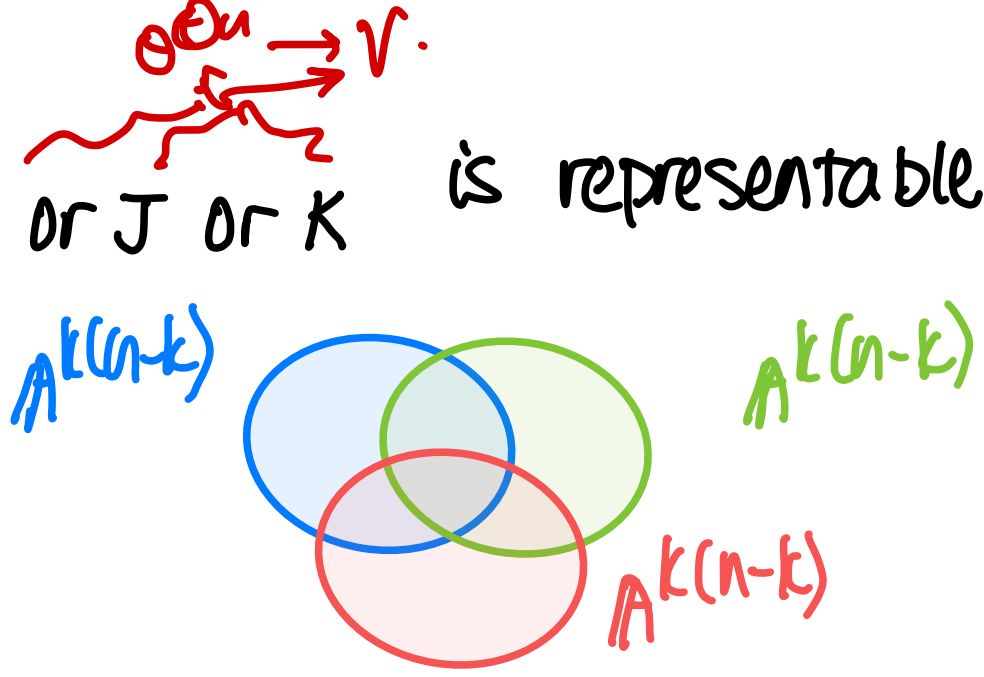 𝒪^{⊕n} → V.
or J or K is representable
𝔸^{k(n-k)} 𝔸^{k(n-k)}
𝔸^{k(n-k)}